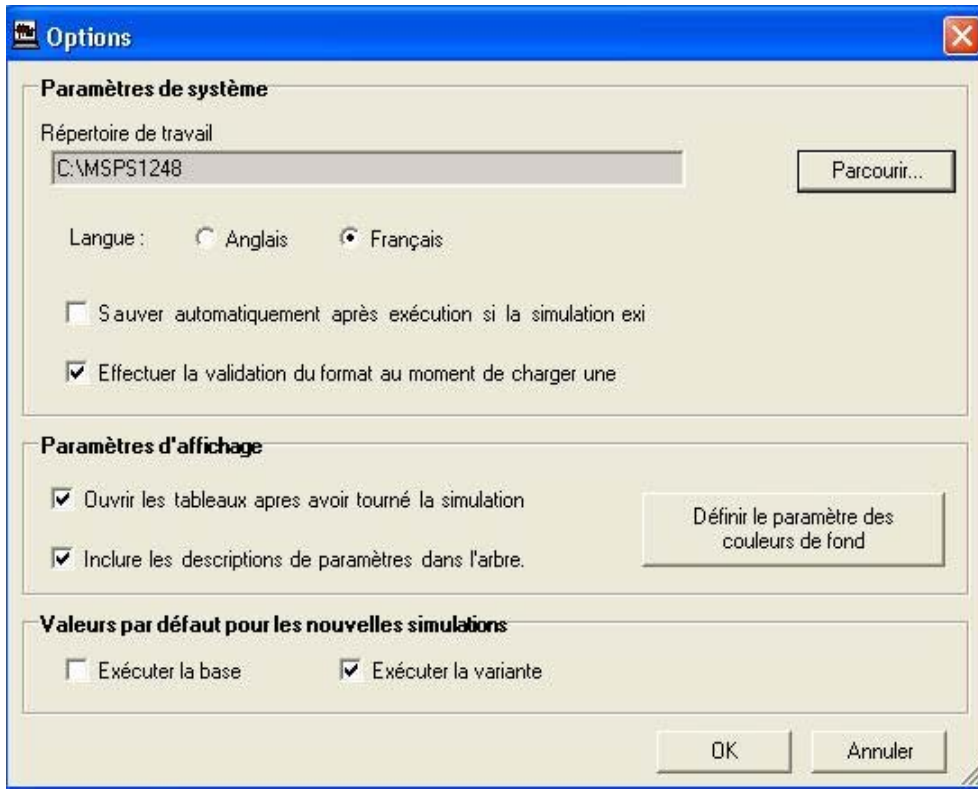 Options
Paramètres de système
Répertoire de travail
C:\MSPS1248
Parcourir...
Langue : Anglais Français
Sauver automatiquement après exécution si la simulation exi
Effectuer la validation du format au moment de charger une
Paramètres d'affichage
Ouvrir les tableaux apres avoir tourné la simulation
Définir le paramètre des
couleurs de fond
Inclure les descriptions de paramètres dans l'arbre.
Valeurs par défaut pour les nouvelles simulations
Exécuter la base Exécuter la variante
OK Annuler